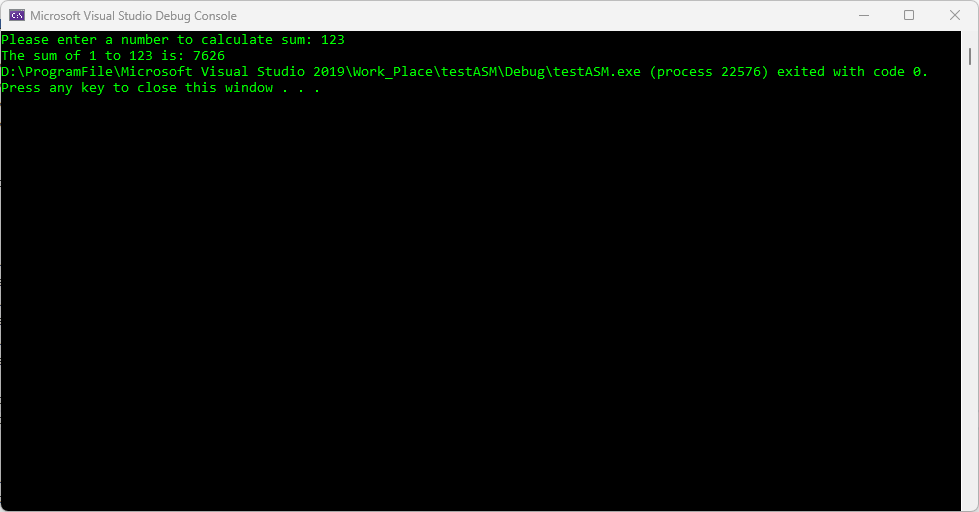 Microsoft Visual Studio Debug Console
Please enter a number to calculate sum: 123
The sum of 1 to 123 is: 7626
D:\ProgramFile\Microsoft Visual Studio 2019\Work_Place\testASM\Debug\testASM.exe (process 22576) exited with code 0.
Press any key to close this window . . .